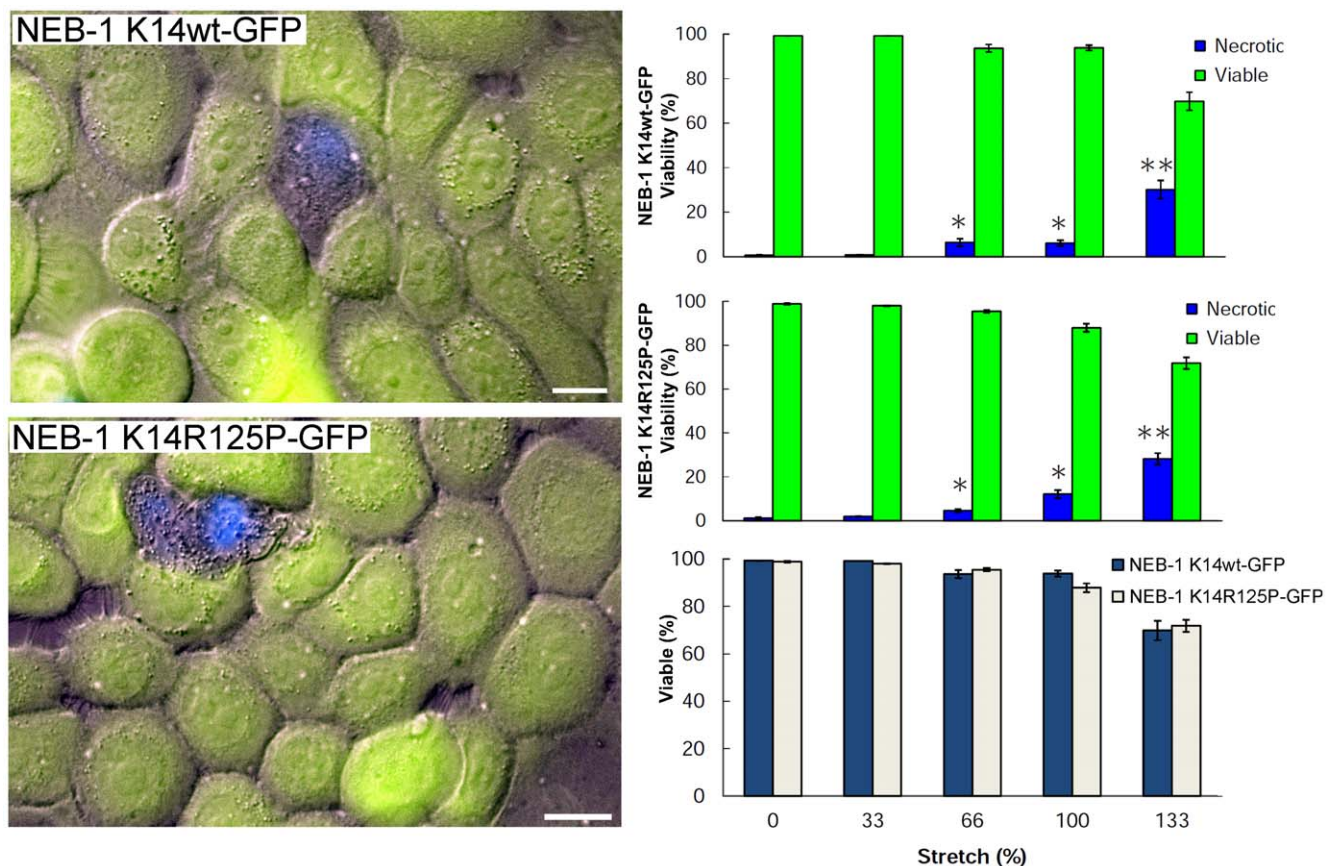 NEB-1 K14wt-GFP
NEB-1 K14R125P-GFP
NEB-1 K14wt-GFP
Viability (%)
100
80
60
40
20
0
*
*
**
Necrotic
Viable
NEB-1 K14R125P-GFP
Viability (%)
100
80
60
40
20
0
*
*
**
Necrotic
Viable
Viable (%)
100
80
60
40
20
0
NEB-1 K14wt-GFP
NEB-1 K14R125P-GFP
0 33 66 100 133
Stretch (%)